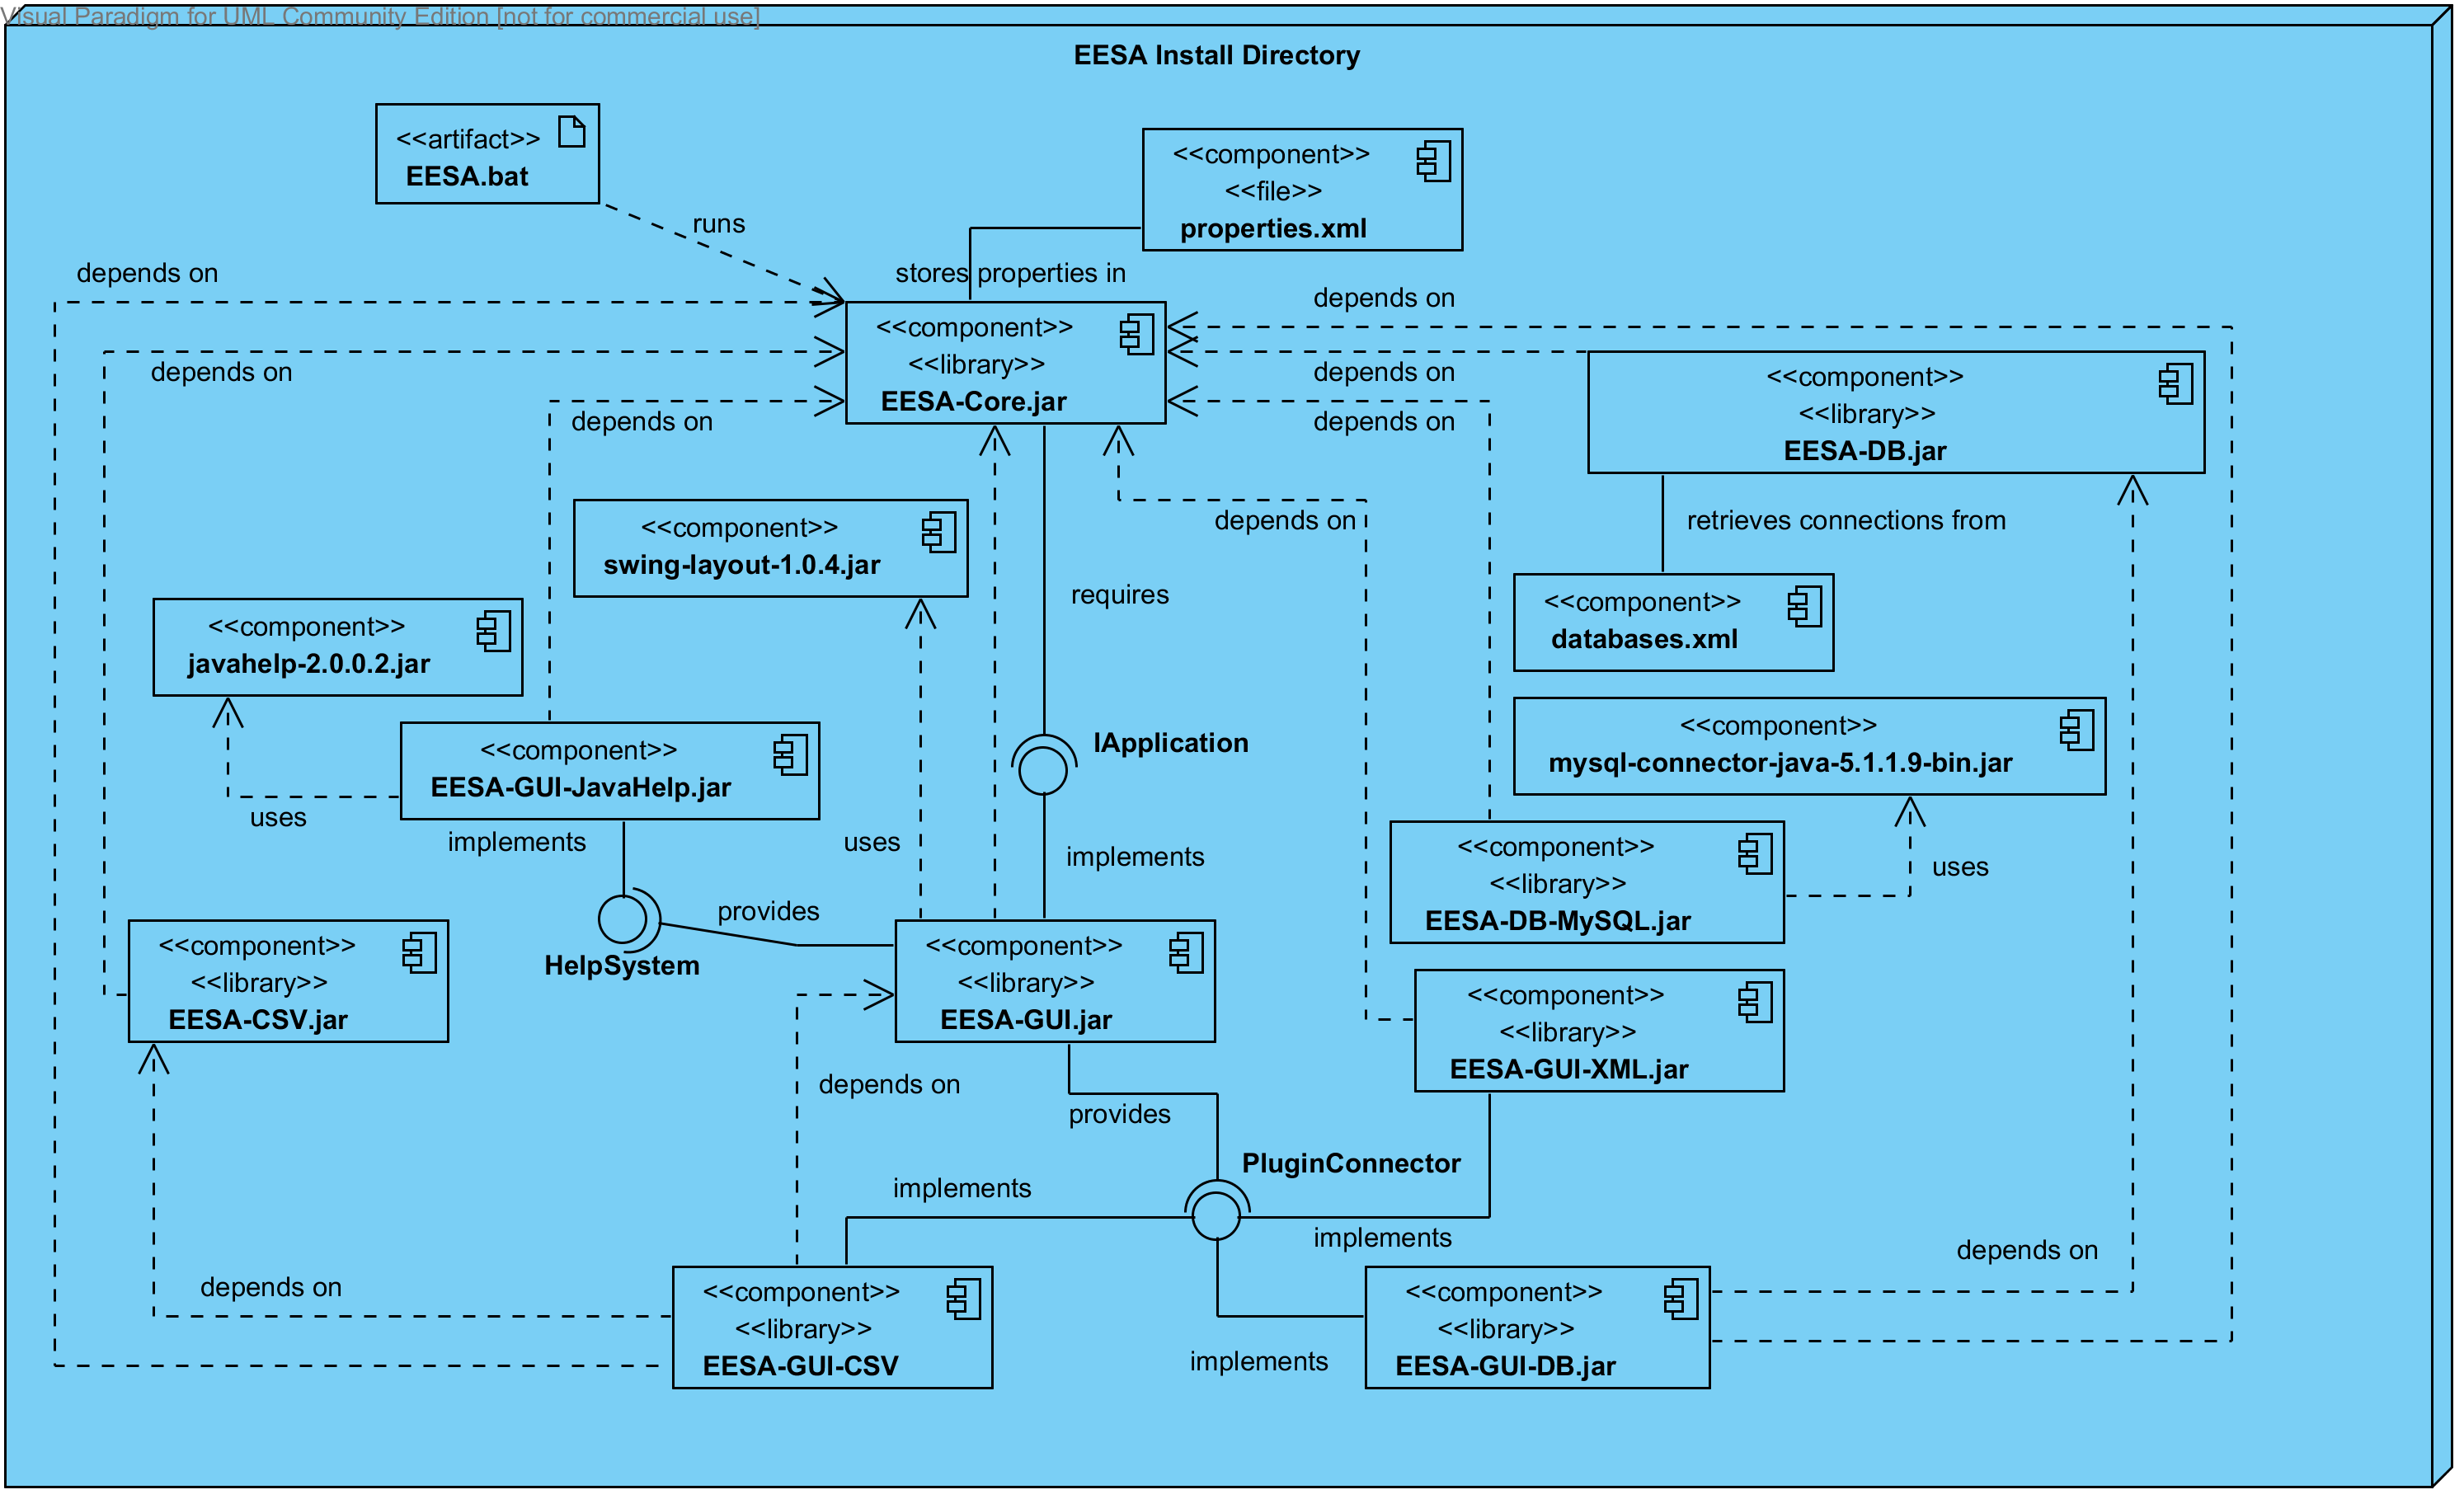 Visual Paradigm for UML Community Edition [not for commercial use]
EESA Install Directory
<<artifact>>
EESA.bat
<<component>>
<<file>>
properties.xml
runs
depends on
stores properties in
depends on
<<component>>
<<library>>
EESA-Core.jar
depends on
depends on
depends on
depends on
<<component>>
<<library>>
EESA-DB.jar
<<component>>
swing-layout-1.0.4.jar
depends on
retrieves connections from
requires
<<component>>
databases.xml
<<component>>
javahelp-2.0.0.2.jar
<<component>>
EESA-GUI-JavaHelp.jar
IApplication
<<component>>
mysql-connector-java-5.1.1.9-bin.jar
uses
implements
uses
implements
<<component>>
<<library>>
EESA-DB-MySQL.jar
uses
provides
HelpSystem
<<component>>
<<library>>
EESA-CSV.jar
<<component>>
<<library>>
EESA-GUI.jar
<<component>>
<<library>>
EESA-GUI-XML.jar
depends on
provides
PluginConnector
implements
implements
depends on
depends on
<<component>>
<<library>>
EESA-GUI-CSV
implements
<<component>>
<<library>>
EESA-GUI-DB.jar